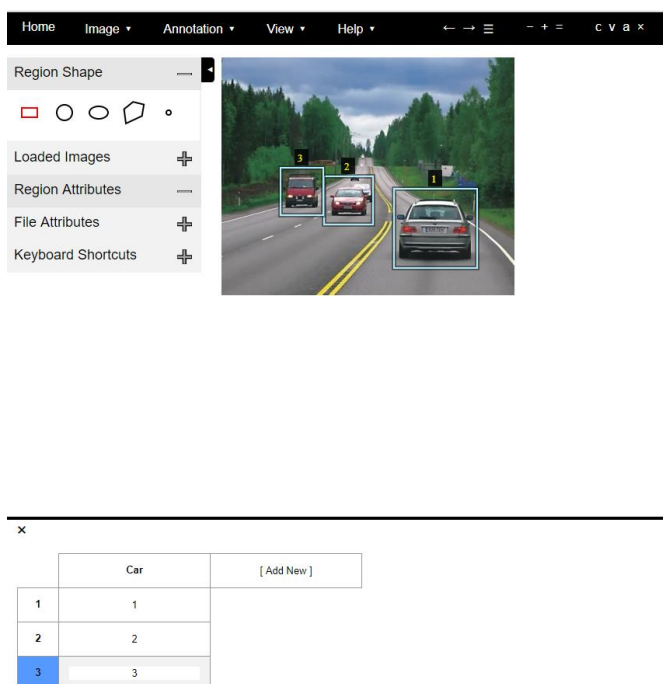 Home Image ▾ Annotation ▾ View ▾ Help ▾ ← → ☰ − + = c v a ×
Region Shape
Loaded Images
Region Attributes
File Attributes
Keyboard Shortcuts
3
2
1
×
Car [ Add New ]
1 1
2 2
3 3